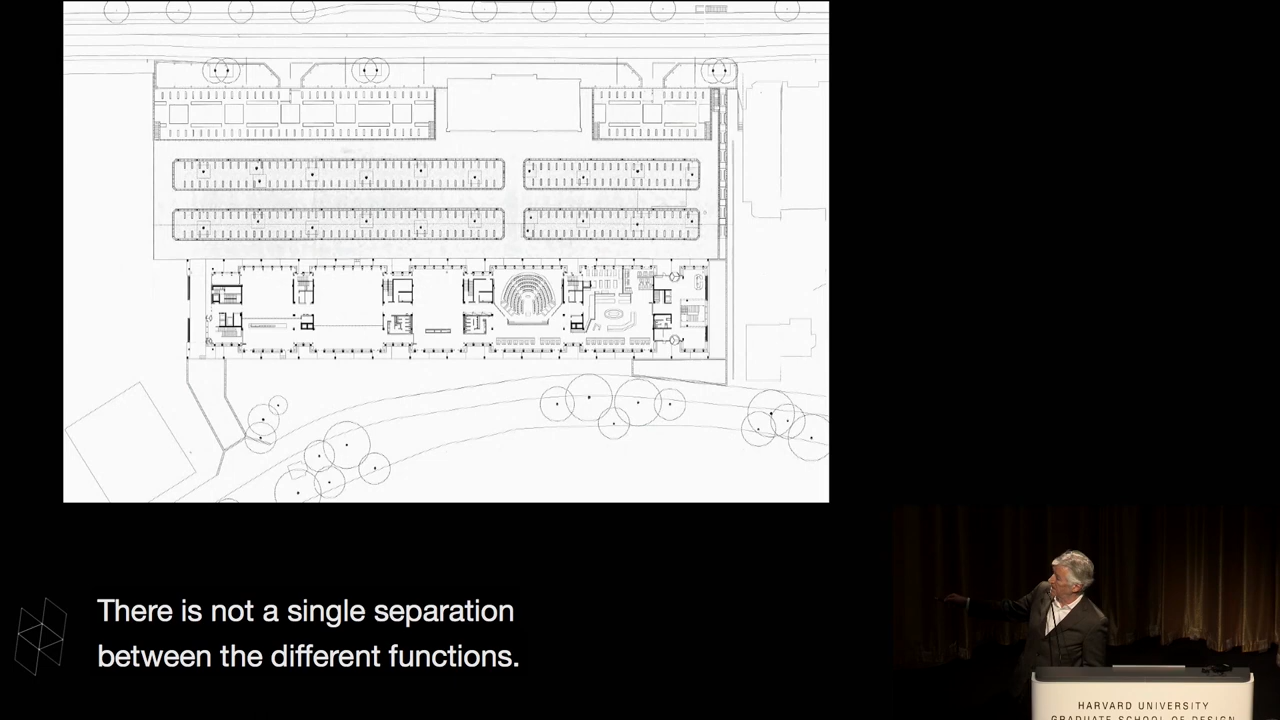 There is not a single separation
between the different functions.
HARVARD UNIVERSITY
GRADUATE SCHOOL OF DESIGN